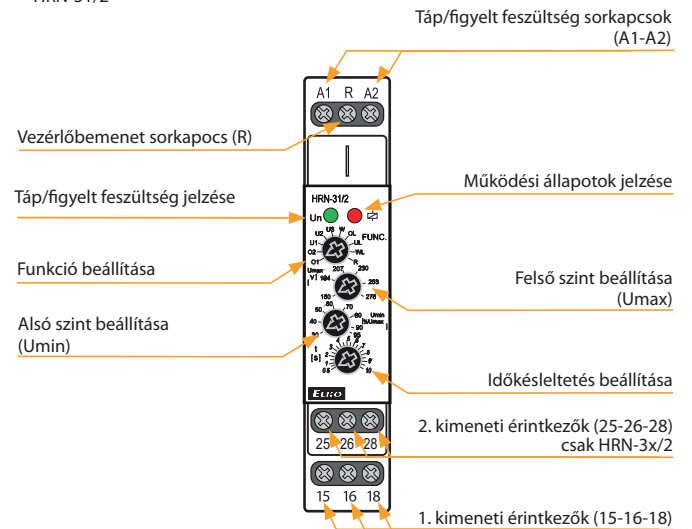 HRN-31/2
Táp/figyelt feszültség sorkapcsok
(A1-A2)
A1 R A2
Vezérlőbemenet sorkapocs (R)
Működési állapotok jelzése
Táp/figyelt feszültség jelzése
HRN-31/2
Un
FUNC.
O1 O2 U1 U2 U3 W OL UL WL R
Funkció beállítása
Umax
[V]
160 184 207 230 253 276
Felső szint beállítása
(Umax)
Alsó szint beállítása
(Umin)
30 40 50 60 70 80 90 95
Umin
[%Umax]
t
[s]
0.5 1 2 3 4 5 6 7 8 9 10
Időkésleltetés beállítása
ELKO
2. kimeneti érintkezők (25-26-28)
csak HRN-3x/2
25 26 28
15 16 18
1. kimeneti érintkezők (15-16-18)